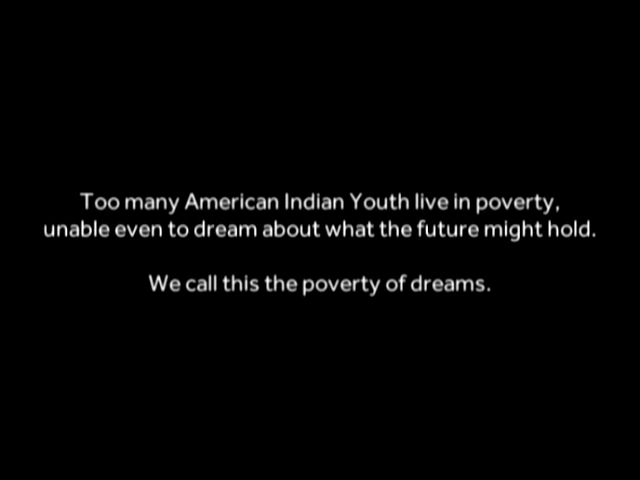 Too many American Indian Youth live in poverty,
unable even to dream about what the future might hold.
We call this the poverty of dreams.